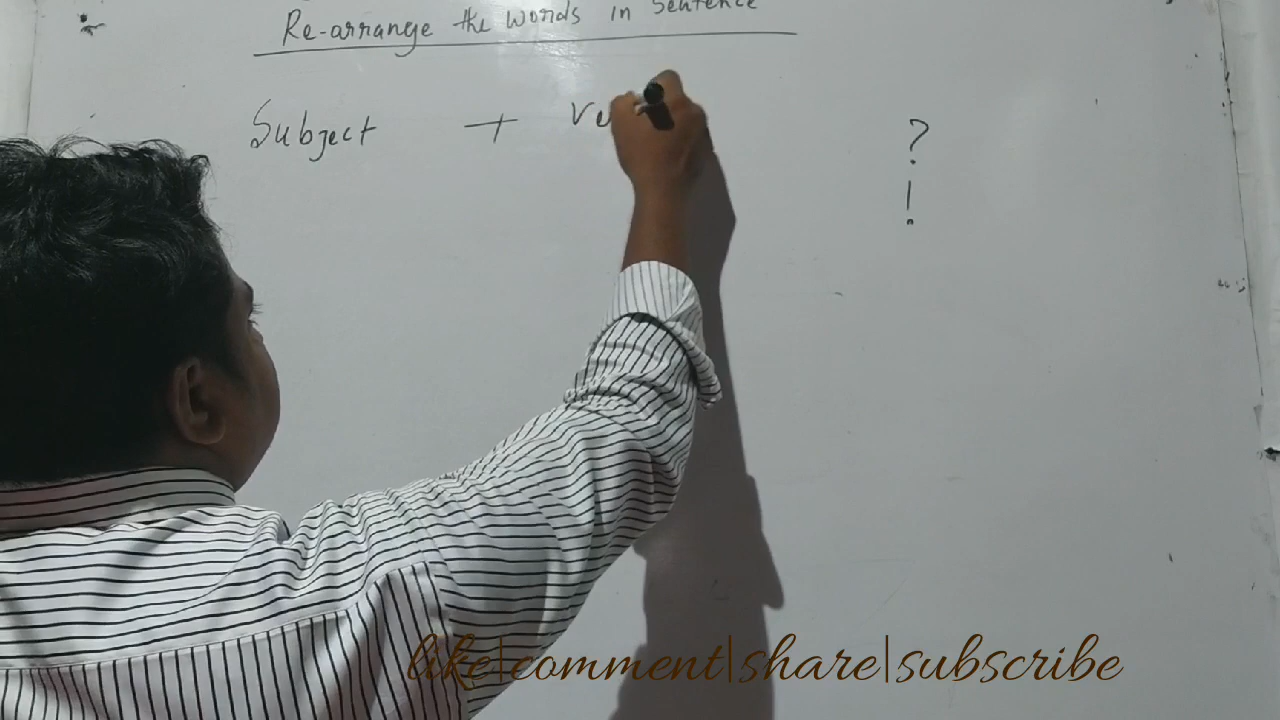 Re-arrange the words in Sentence
Subject + Ve
?
!
like|comment|share|subscribe